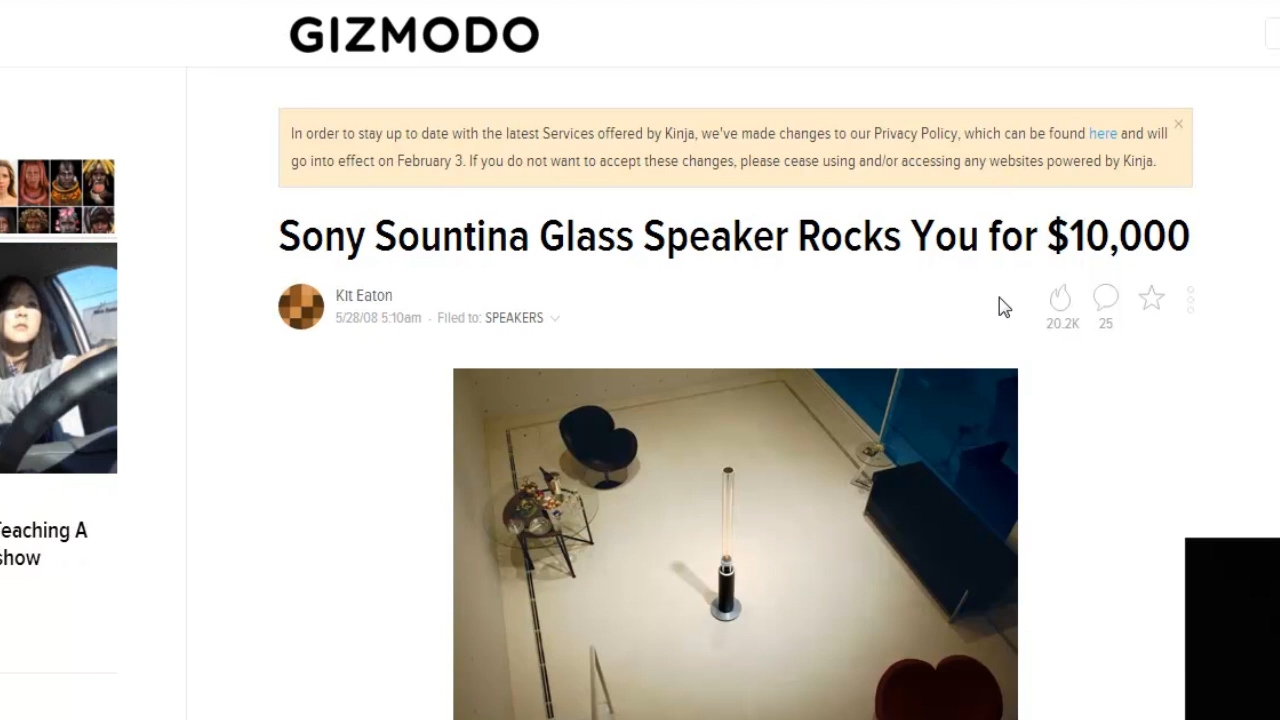 GIZMODO
In order to stay up to date with the latest Services offered by Kinja, we've made changes to our Privacy Policy, which can be found here and will
go into effect on February 3. If you do not want to accept these changes, please cease using and/or accessing any websites powered by Kinja.
Sony Sountina Glass Speaker Rocks You for $10,000
Kit Eaton
5/28/08 5:10am - Filed to: SPEAKERS
20.2K 25
Teaching A
show